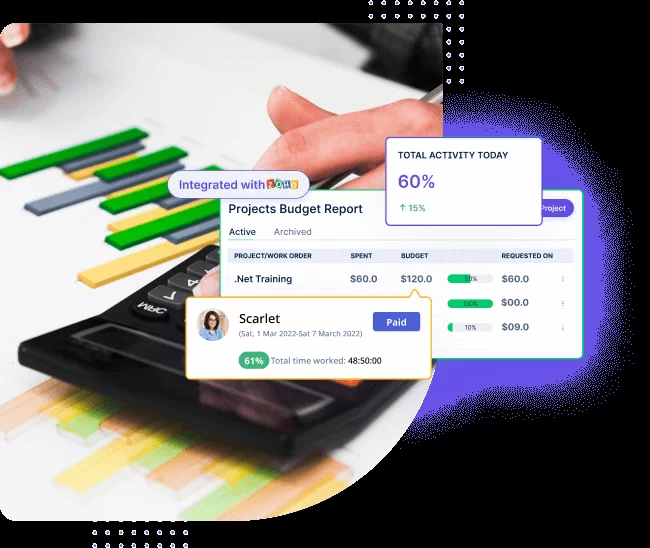 TOTAL ACTIVITY TODAY
60%
↑ 15%
Integrated with ZOHO
Projects Budget Report
Project
Active Archived
PROJECT/WORK ORDER SPENT BUDGET REQUESTED ON
.Net Training $60.0 $120.0 50% $60.0
100% $00.0
10% $09.0
Scarlet
Paid
(Sat, 1 Mar 2022-Sat 7 March 2022)
61% Total time worked: 48:50:00